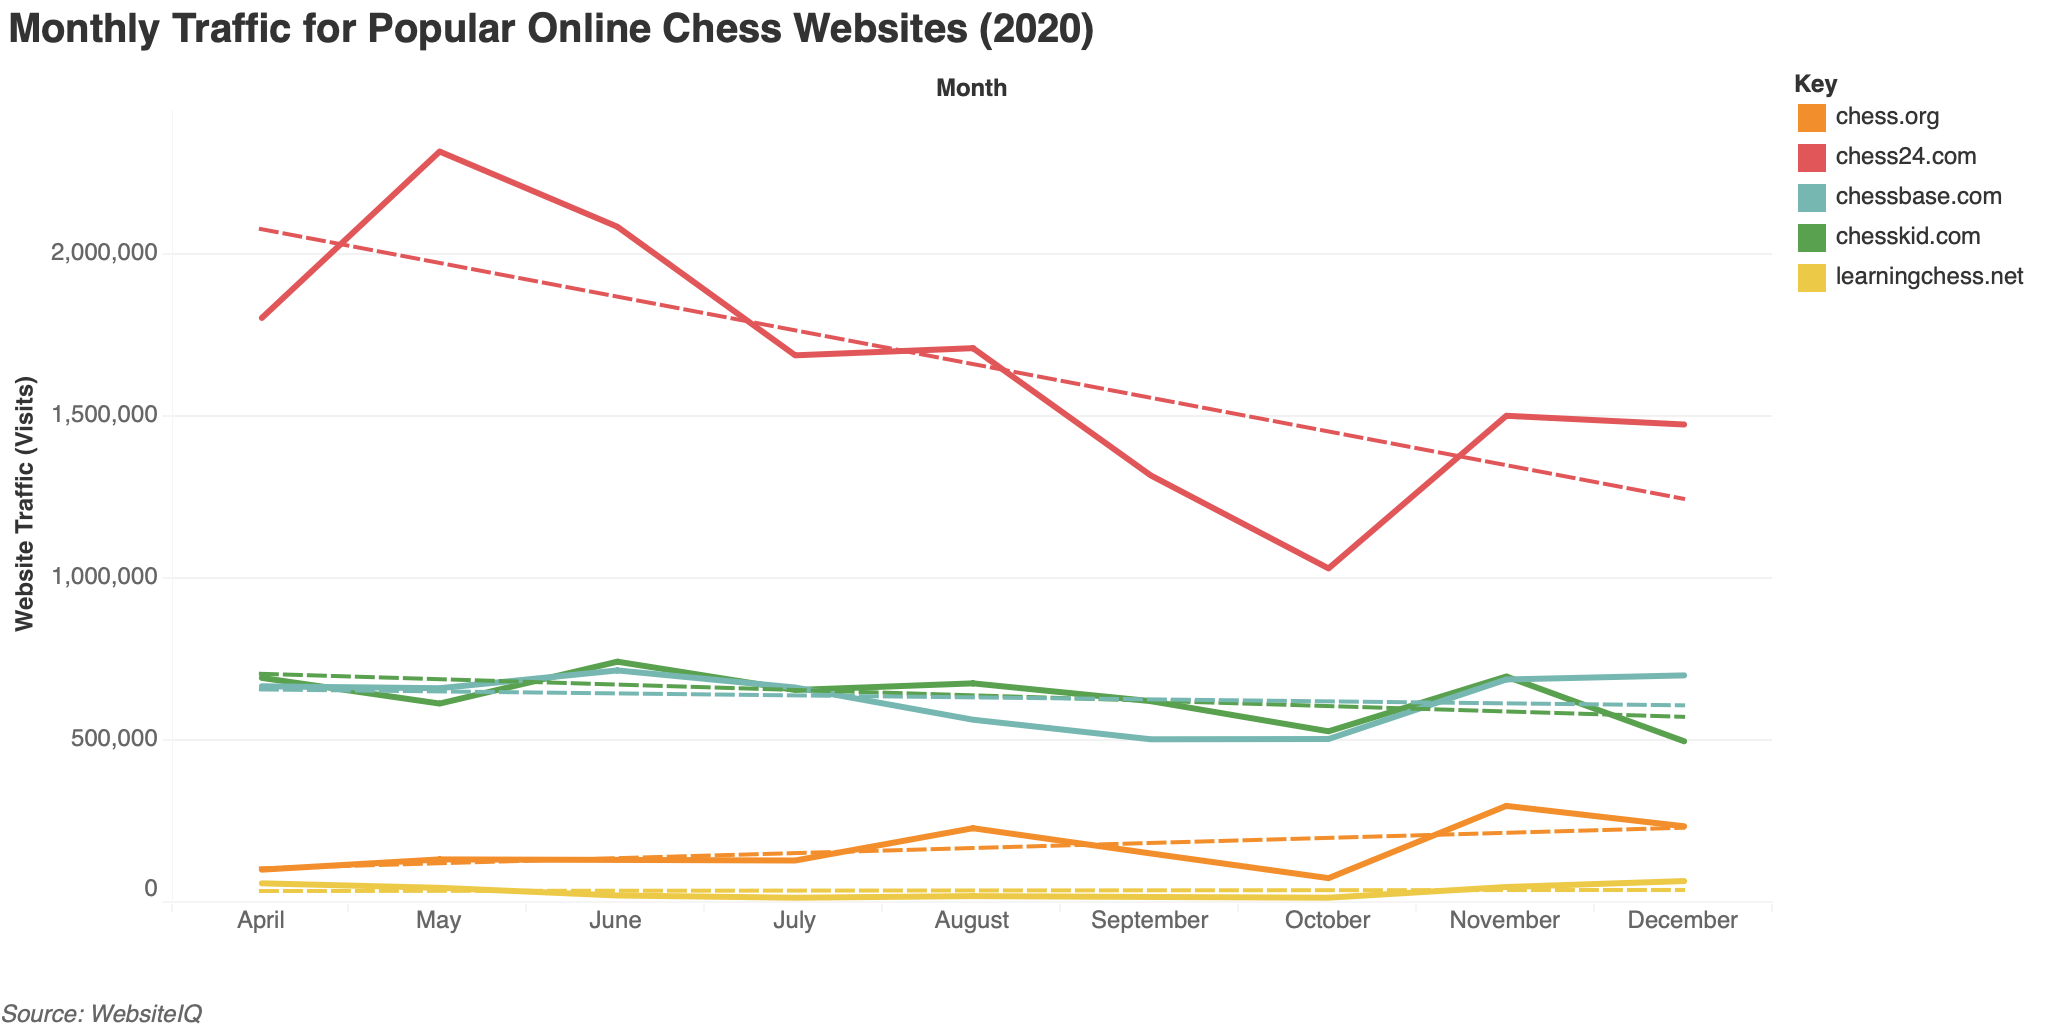 Monthly Traffic for Popular Online Chess Websites (2020)
Month
Key
chess.org
chess24.com
chessbase.com
chesskid.com
learningchess.net
Website Traffic (Visits)
2,000,000
1,500,000
1,000,000
500,000
0
April May June July August September October November December
Source: WebsiteIQ